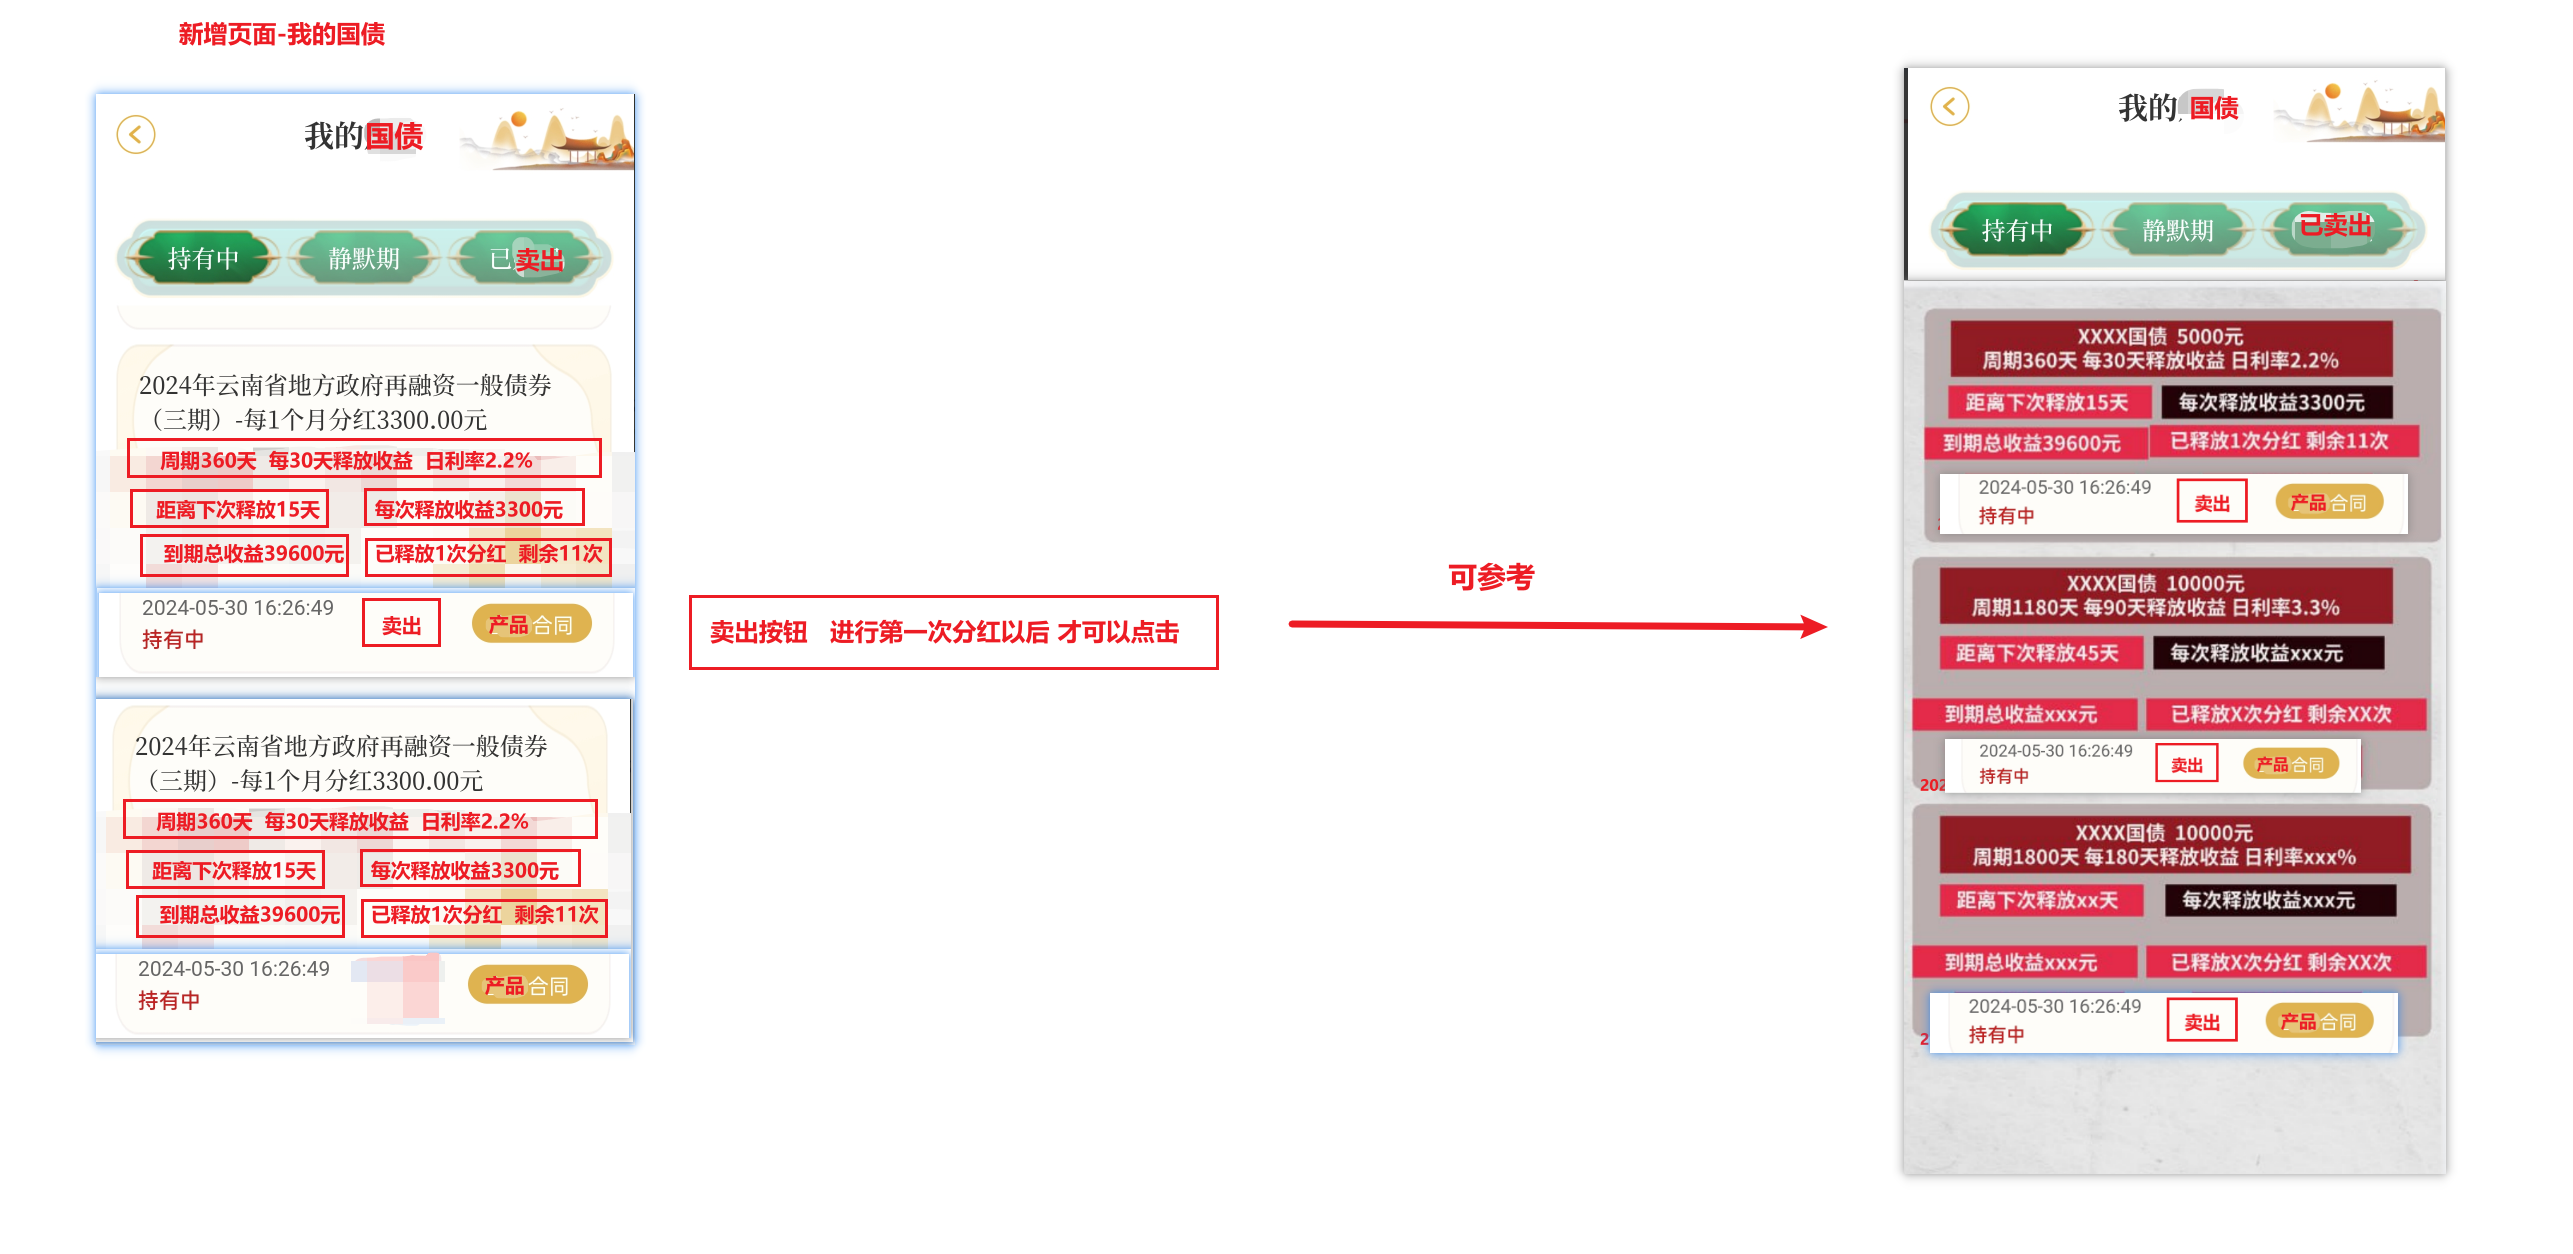 新增页面-我的国债
我的国债
持有中
静默期
已卖出
2024年云南省地方政府再融资一般债券
（三期）-每1个月分红3300.00元
周期360天 每30天释放收益 日利率2.2%
距离下次释放15天
每次释放收益3300元
到期总收益39600元
已释放1次分红 剩余11次
2024-05-30 16:26:49
持有中
卖出
产品合同
2024年云南省地方政府再融资一般债券
（三期）-每1个月分红3300.00元
周期360天 每30天释放收益 日利率2.2%
距离下次释放15天
每次释放收益3300元
到期总收益39600元
已释放1次分红 剩余11次
2024-05-30 16:26:49
持有中
产品合同
卖出按钮 进行第一次分红以后 才可以点击
可参考
我的国债
持有中
静默期
已卖出
XXXX国债 5000元
周期360天 每30天释放收益 日利率2.2%
距离下次释放15天
每次释放收益3300元
到期总收益39600元
已释放1次分红 剩余11次
2024-05-30 16:26:49
持有中
卖出
产品合同
XXXX国债 10000元
周期1180天 每90天释放收益 日利率3.3%
距离下次释放45天
每次释放收益xxx元
到期总收益xxx元
已释放X次分红 剩余XX次
2024-05-30 16:26:49
持有中
202
卖出
产品合同
XXXX国债 10000元
周期1800天 每180天释放收益 日利率xxx%
距离下次释放xx天
每次释放收益xxx元
到期总收益xxx元
已释放X次分红 剩余XX次
2024-05-30 16:26:49
持有中
2
卖出
产品合同